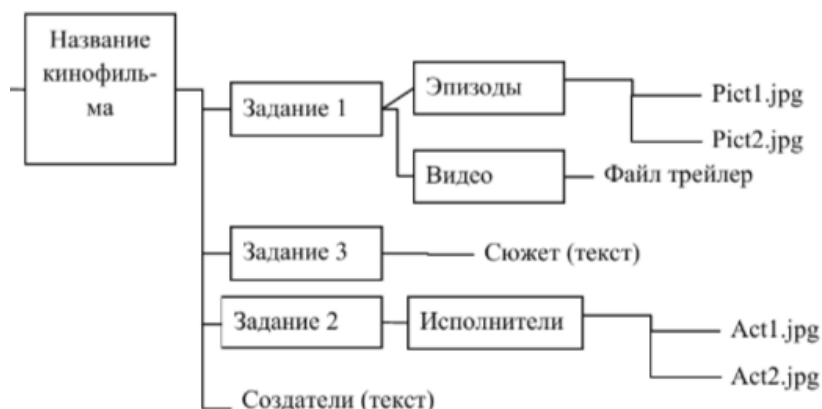 Название
кинофиль-
ма
Задание 1
Эпизоды
Pict1.jpg
Pict2.jpg
Видео
Файл трейлер
Задание 3
Сюжет (текст)
Задание 2
Исполнители
Act1.jpg
Act2.jpg
Создатели (текст)